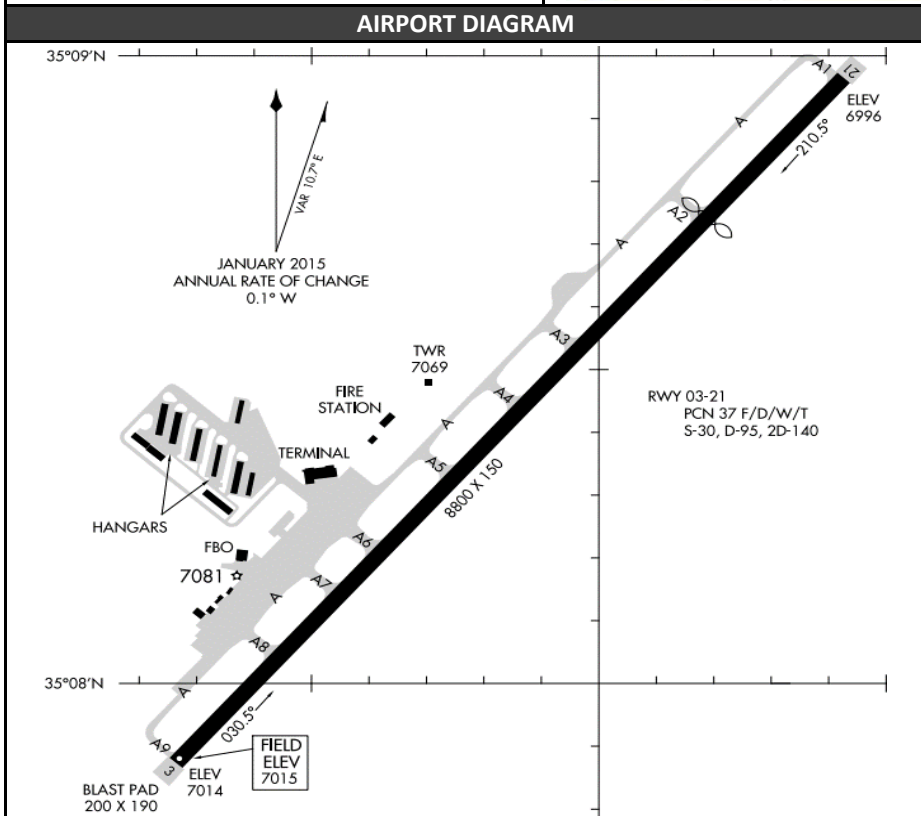 AIRPORT DIAGRAM
35°09'N
A1
21
ELEV
6996
A
210.5°
VAR 10.7° E
A2
A
JANUARY 2015
ANNUAL RATE OF CHANGE
0.1° W
A3
TWR
7069
FIRE
STATION
A4
RWY 03-21
PCN 37 F/D/W/T
S-30, D-95, 2D-140
A
TERMINAL
A5
8800 X 150
HANGARS
A6
FBO
7081
A7
A
A8
35°08'N
A
030.5°
A9
FIELD
ELEV
7015
3
ELEV
7014
BLAST PAD
200 X 190